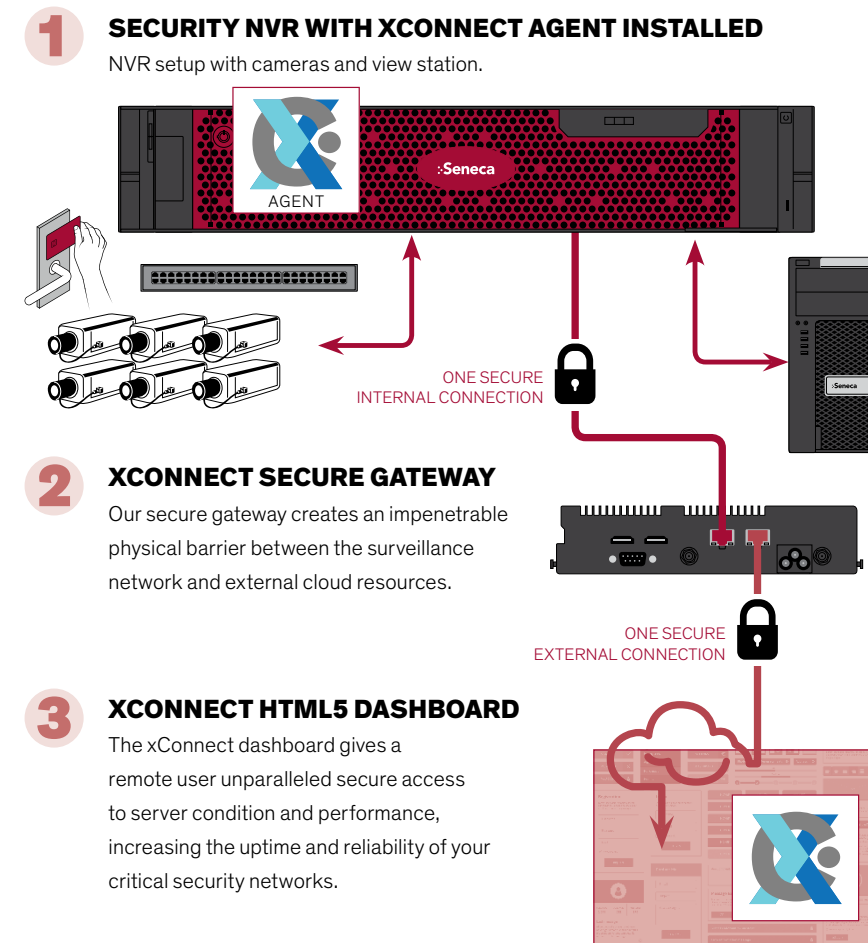 1
SECURITY NVR WITH XCONNECT AGENT INSTALLED
NVR setup with cameras and view station.
AGENT
:Seneca
ONE SECURE
INTERNAL CONNECTION
:Seneca
2
XCONNECT SECURE GATEWAY
Our secure gateway creates an impenetrable
physical barrier between the surveillance
network and external cloud resources.
ONE SECURE
EXTERNAL CONNECTION
3
XCONNECT HTML5 DASHBOARD
The xConnect dashboard gives a
remote user unparalleled secure access
to server condition and performance,
increasing the uptime and reliability of your
critical security networks.